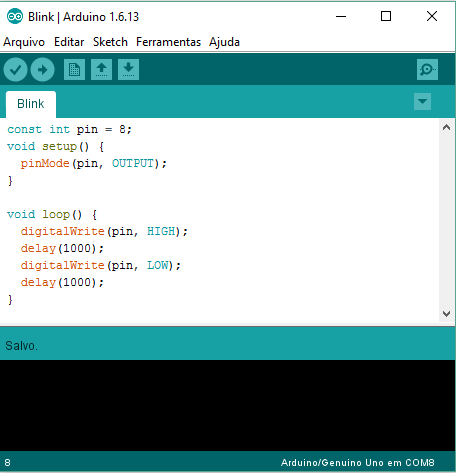 Blink | Arduino 1.6.13
Arquivo Editar Sketch Ferramentas Ajuda
Blink
const int pin = 8;
void setup() {
  pinMode(pin, OUTPUT);
}

void loop() {
  digitalWrite(pin, HIGH);
  delay(1000);
  digitalWrite(pin, LOW);
  delay(1000);
}
Salvo.
8 Arduino/Genuino Uno em COM8